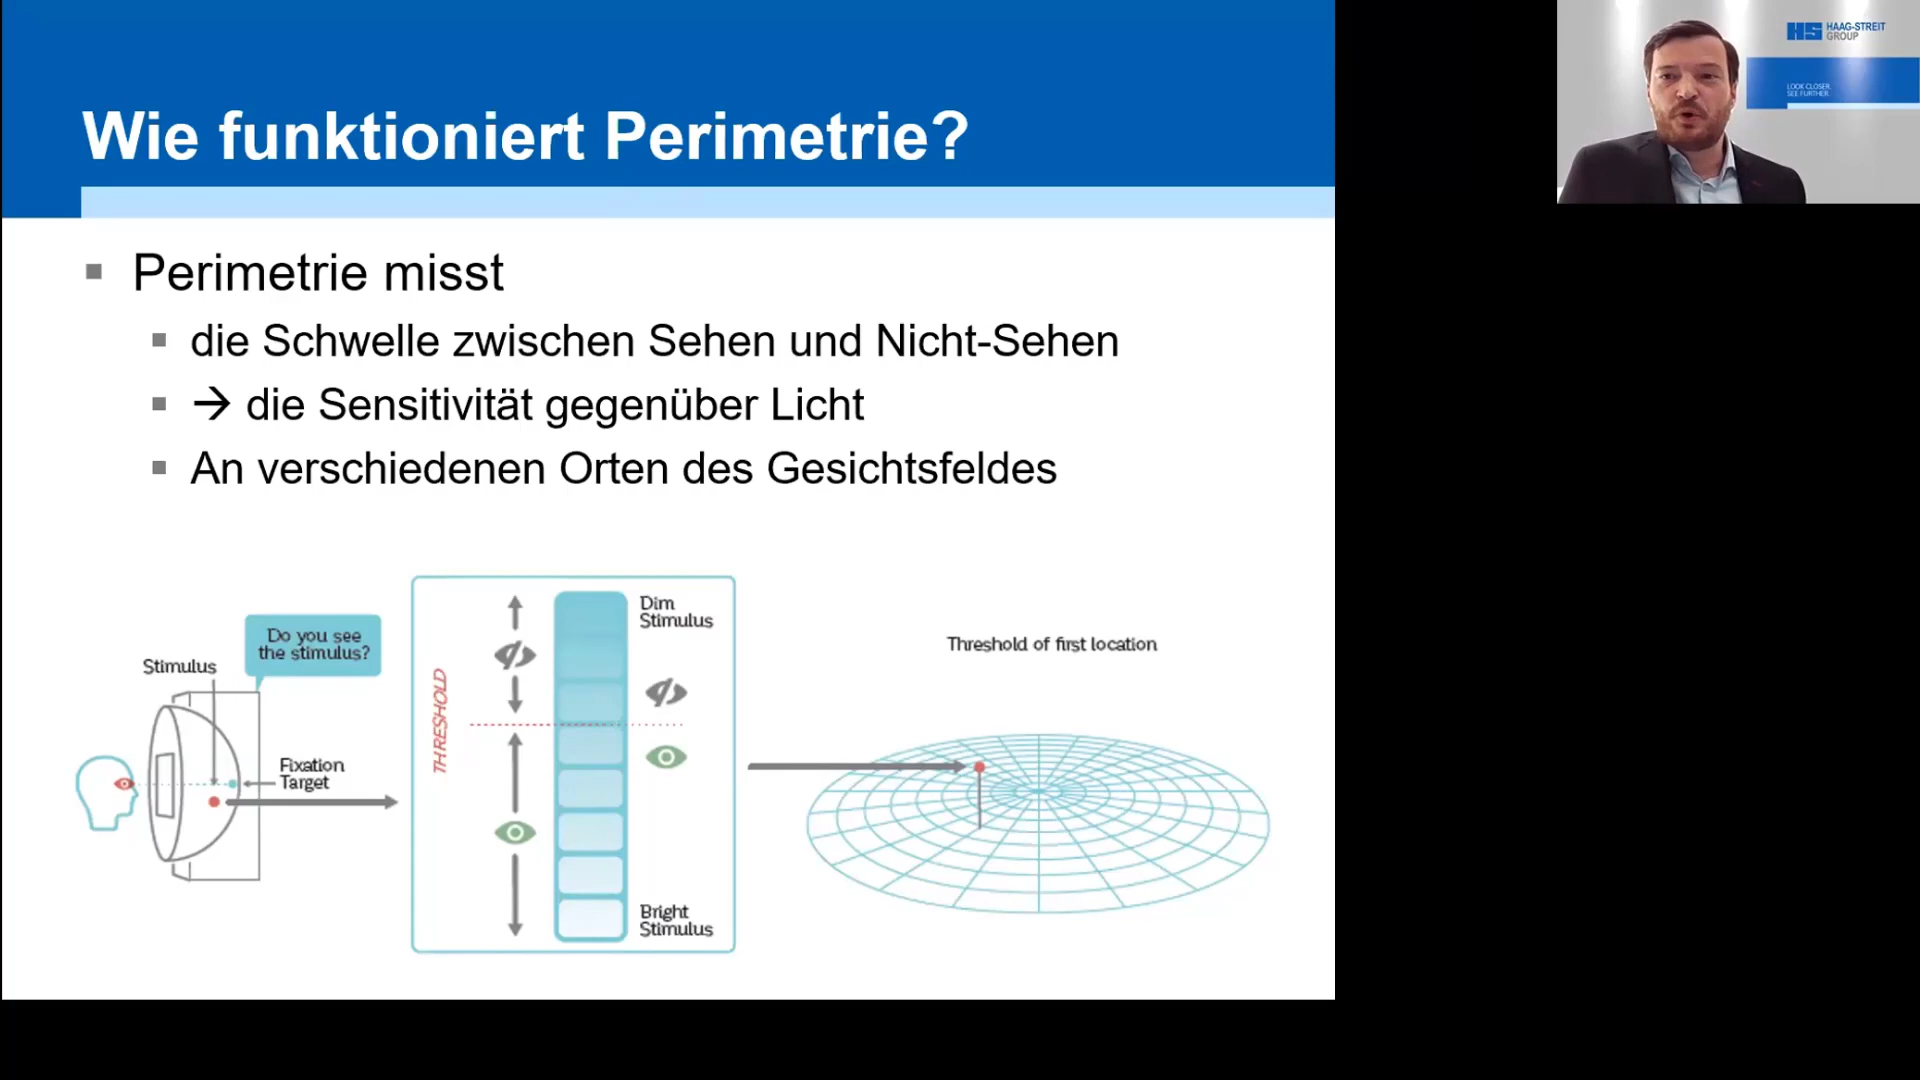 Wie funktioniert Perimetrie?
Perimetrie misst
die Schwelle zwischen Sehen und Nicht-Sehen
→ die Sensitivität gegenüber Licht
An verschiedenen Orten des Gesichtsfeldes
Do you see
the stimulus?
Stimulus
Fixation
Target
THRESHOLD
Dim
Stimulus
Bright
Stimulus
Threshold of first location
HS HAAG-STREIT
GROUP
LOOK CLOSER.
SEE FURTHER.